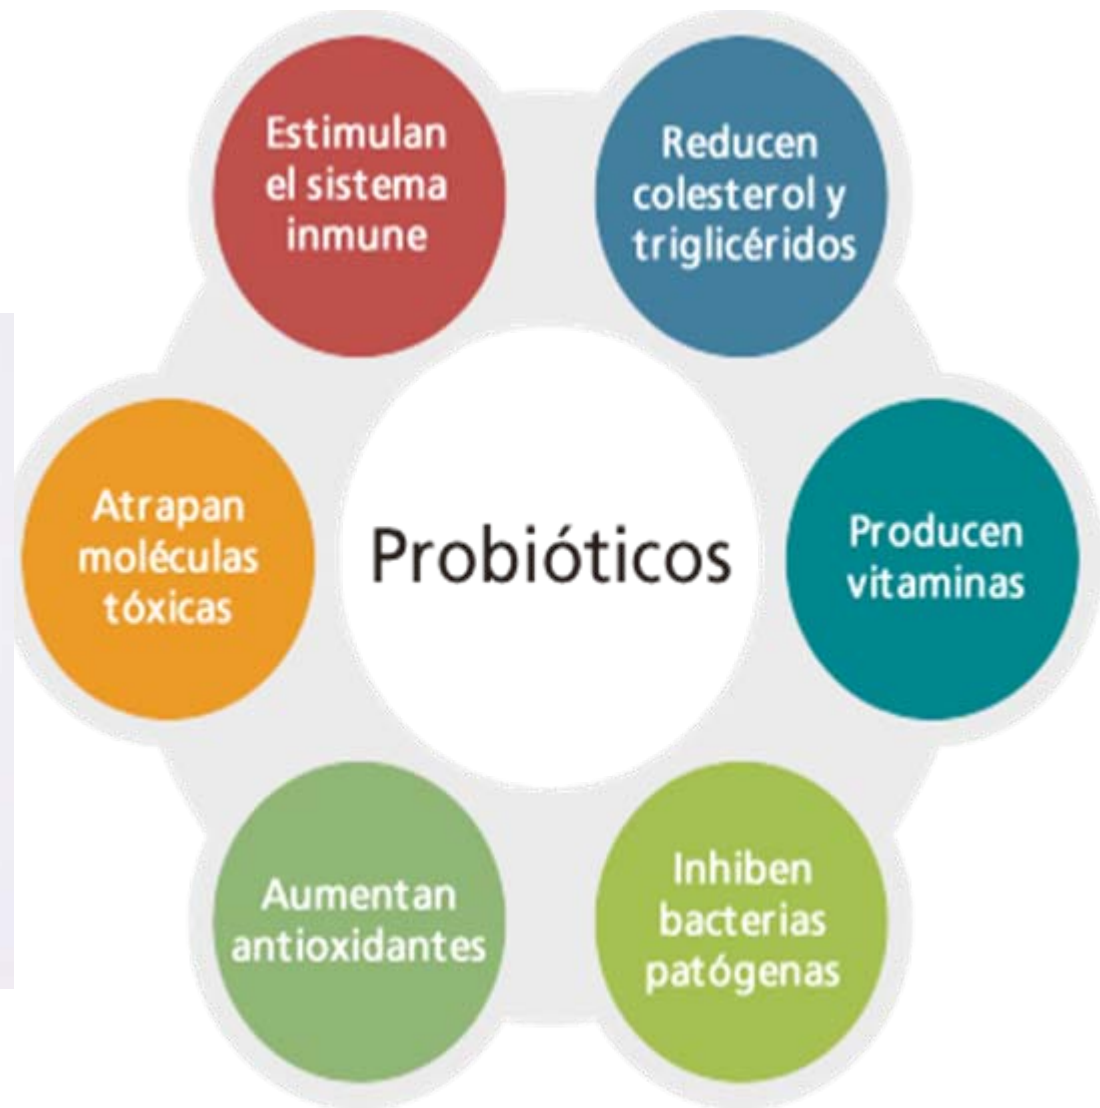 Estimulan
el sistema
inmune
Reducen
colesterol y
triglicéridos
Atrapan
moléculas
tóxicas
Probióticos
Producen
vitaminas
Aumentan
antioxidantes
Inhiben
bacterias
patógenas